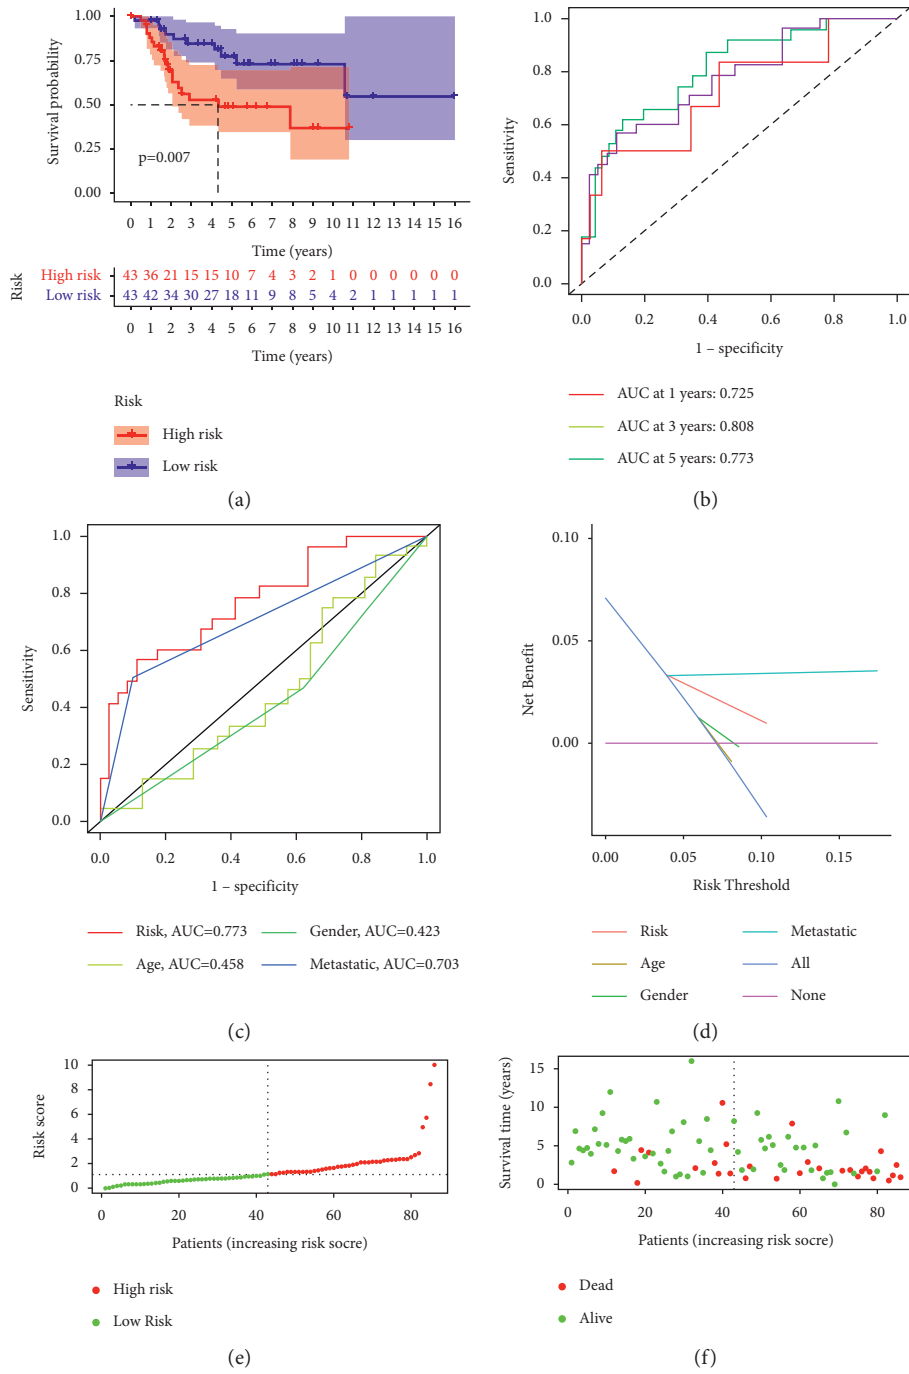 1.00
0.75
0.50
0.25
0.00
Survival probability
p=0.007
0 1 2 3 4 5 6 7 8 9 10 11 12 13 14 15 16
Time (years)
Risk
High risk 43 36 21 15 15 10 7 4 3 2 1 0 0 0 0 0 0
Low risk 43 42 34 30 27 18 11 9 8 5 4 2 1 1 1 1 1
0 1 2 3 4 5 6 7 8 9 10 11 12 13 14 15 16
Time (years)
Risk
High risk
Low risk
(a)
1.0
0.8
0.6
0.4
0.2
0.0
Sensitivity
0.0 0.2 0.4 0.6 0.8 1.0
1 – specificity
AUC at 1 years: 0.725
AUC at 3 years: 0.808
AUC at 5 years: 0.773
(b)
1.0
0.8
0.6
0.4
0.2
0.0
Sensitivity
0.0 0.2 0.4 0.6 0.8 1.0
1 – specificity
Risk, AUC=0.773 Gender, AUC=0.423
Age, AUC=0.458 Metastatic, AUC=0.703
(c)
0.10
0.05
0.00
Net Benefit
0.00 0.05 0.10 0.15
Risk Threshold
Risk Metastatic
Age All
Gender None
(d)
10
8
6
4
2
0
Risk score
0 20 40 60 80
Patients (increasing risk socre)
High risk
Low Risk
(e)
15
10
5
0
Survival time (years)
0 20 40 60 80
Patients (increasing risk socre)
Dead
Alive
(f)